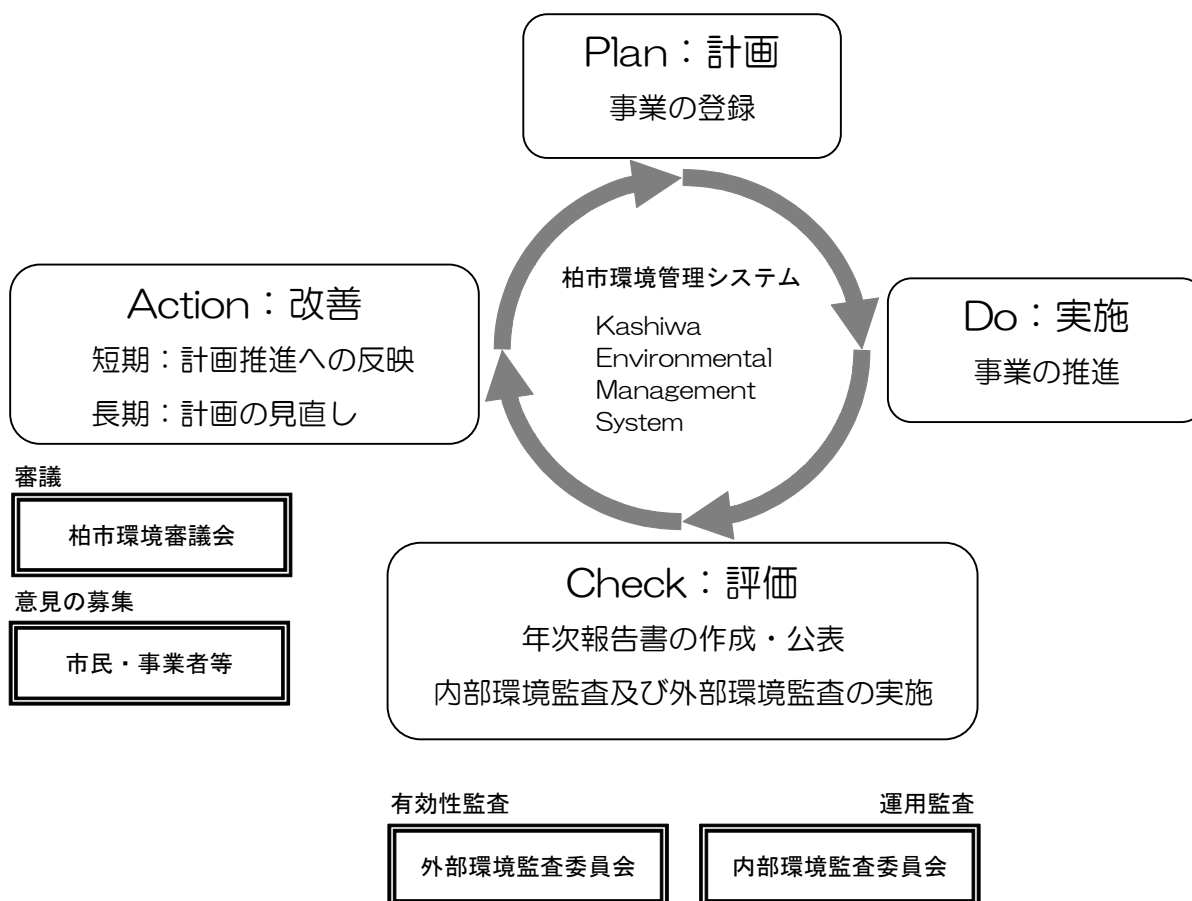 Plan：計画
事業の登録
柏市環境管理システム
Kashiwa
Environmental
Management
System
Action：改善
短期：計画推進への反映
長期：計画の見直し
Do：実施
事業の推進
審議
柏市環境審議会
意見の募集
市民・事業者等
Check：評価
年次報告書の作成・公表
内部環境監査及び外部環境監査の実施
有効性監査
運用監査
外部環境監査委員会
内部環境監査委員会